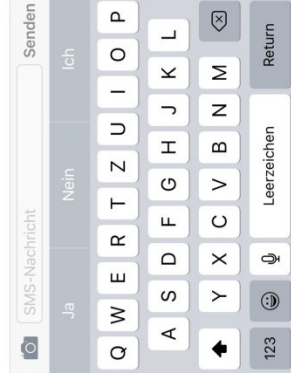 SMS-Nachricht Senden
Ja Nein Ich
Q W E R T Z U I O P
A S D F G H J K L
Y X C V B N M
123 Leerzeichen Return